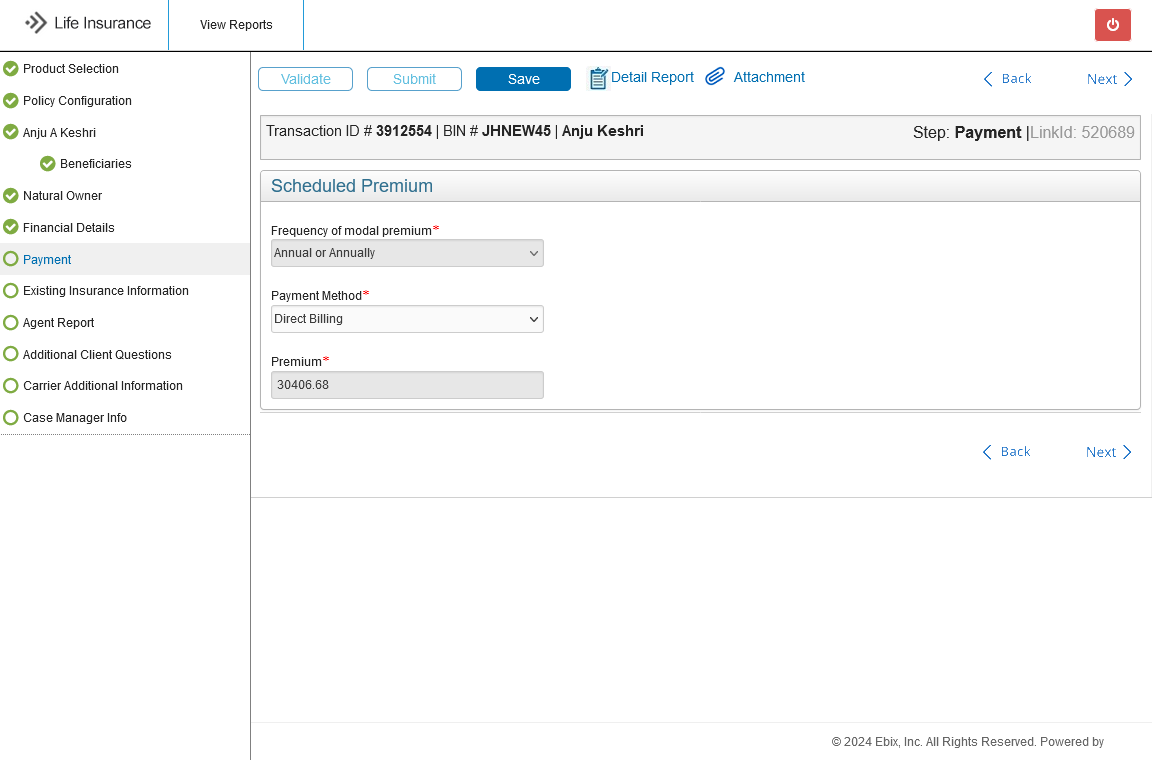 Life Insurance
View Reports
Product Selection
Policy Configuration
Anju A Keshri
Beneficiaries
Natural Owner
Financial Details
Payment
Existing Insurance Information
Agent Report
Additional Client Questions
Carrier Additional Information
Case Manager Info
Validate Submit Save Detail Report Attachment Back Next
Transaction ID # 3912554 | BIN # JHNEW45 | Anju Keshri Step: Payment |LinkId: 520689
Scheduled Premium
Frequency of modal premium*
Annual or Annually
Payment Method*
Direct Billing
Premium*
30406.68
Back Next
© 2024 Ebix, Inc. All Rights Reserved. Powered by